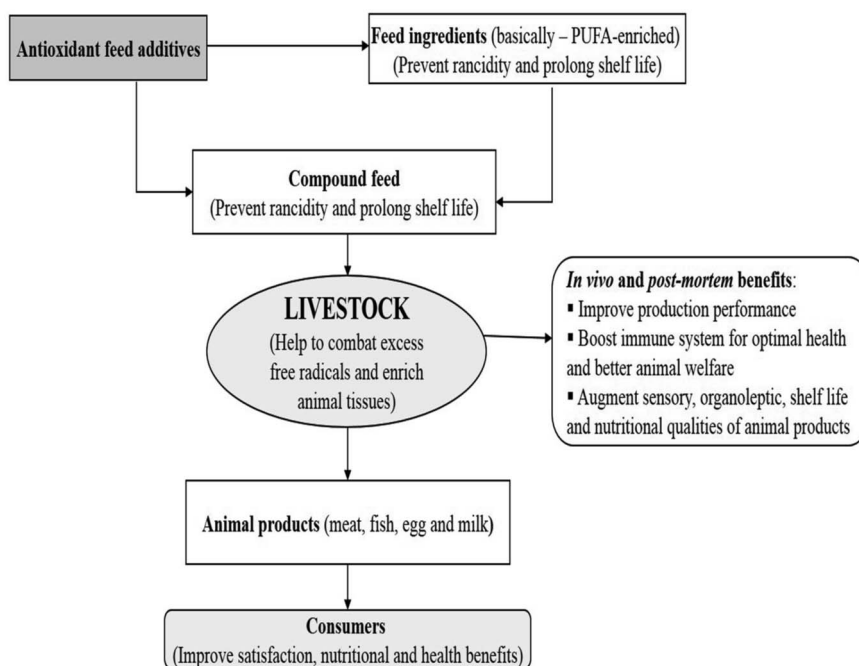 Antioxidant feed additives
Feed ingredients (basically – PUFA-enriched)
(Prevent rancidity and prolong shelf life)
Compound feed
(Prevent rancidity and prolong shelf life)
LIVESTOCK
(Help to combat excess
free radicals and enrich
animal tissues)
In vivo and post-mortem benefits:
▪ Improve production performance
▪ Boost immune system for optimal health
and better animal welfare
▪ Augment sensory, organoleptic, shelf life
and nutritional qualities of animal products
Animal products (meat, fish, egg and milk)
Consumers
(Improve satisfaction, nutritional and health benefits)